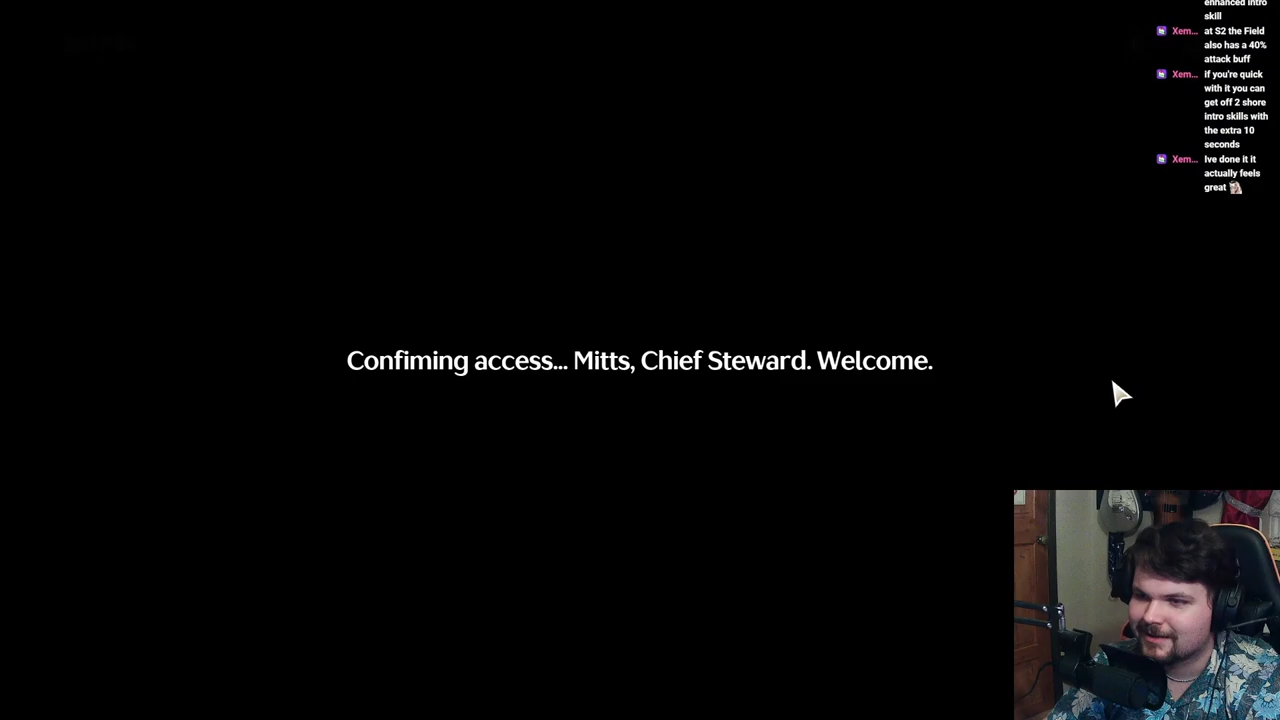 enhanced intro
skill
Xem... at S2 the Field
also has a 40%
attack buff
Xem... if you're quick
with it you can
get off 2 shore
intro skills with
the extra 10
seconds
Xem... Ive done it it
actually feels
great
Confiming access... Mitts, Chief Steward. Welcome.